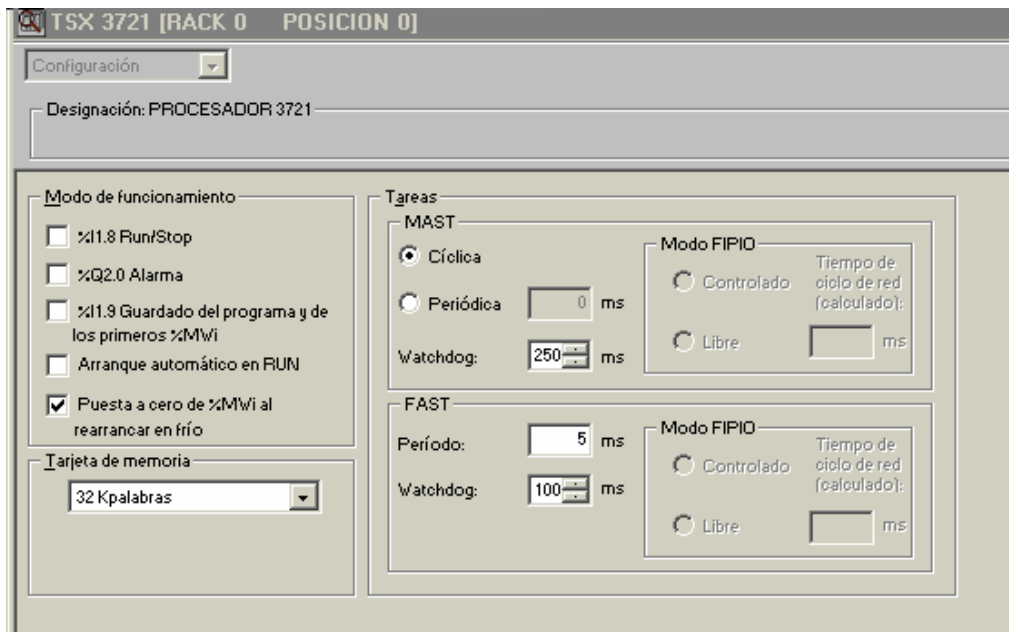 TSX 3721 [RACK 0 POSICION 0]
Configuración
Designación: PROCESADOR 3721
Modo de funcionamiento
%I1.8 Run/Stop
%Q2.0 Alarma
%I1.9 Guardado del programa y de
los primeros %MWi
Arranque automático en RUN
Puesta a cero de %MWi al
rearrancar en frío
Tarjeta de memoria
32 Kpalabras
Tareas
MAST
Cíclica
Periódica 0 ms
Watchdog: 250 ms
Modo FIPIO
Controlado
Tiempo de
ciclo de red
(calculado):
Libre ms
FAST
Período: 5 ms
Watchdog: 100 ms
Modo FIPIO
Controlado
Tiempo de
ciclo de red
(calculado):
Libre ms